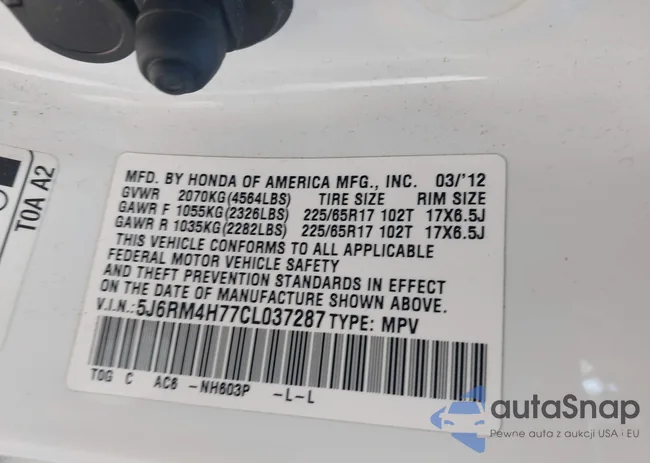 MFD. BY HONDA OF AMERICA MFG., INC. 03/'12
GVWR 2070KG(4564LBS) TIRE SIZE RIM SIZE
GAWR F 1055KG(2326LBS) 225/65R17 102T 17X6.5J
GAWR R 1035KG(2282LBS) 225/65R17 102T 17X6.5J
THIS VEHICLE CONFORMS TO ALL APPLICABLE
FEDERAL MOTOR VEHICLE SAFETY
AND THEFT PREVENTION STANDARDS IN EFFECT
ON THE DATE OF MANUFACTURE SHOWN ABOVE.
V.I.N.: 5J6RM4H77CL037287 TYPE: MPV
TOG C AC6 -NH603P -L-L
TOA A2
autaSnap
Pewne auta z aukcji USA i EU